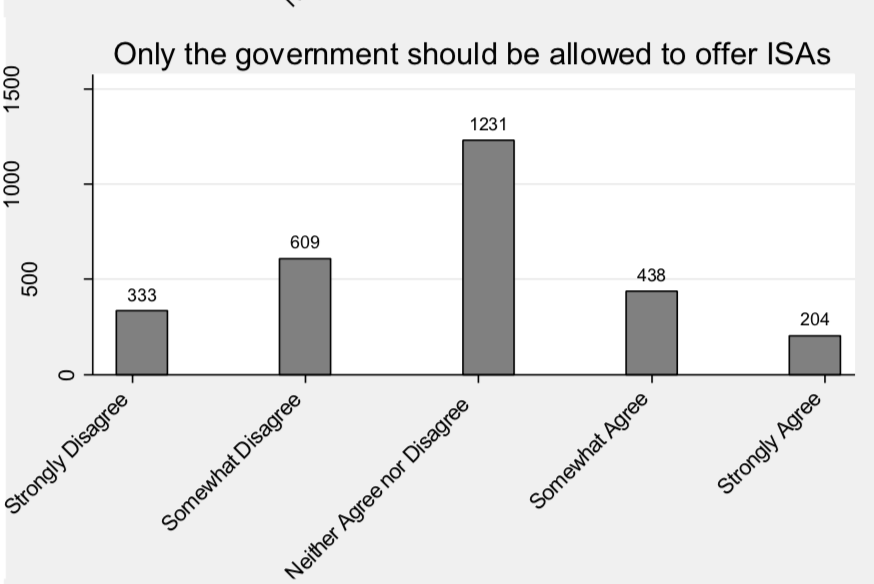 Only the government should be allowed to offer ISAs
1500
1000
500
0
333
609
1231
438
204
Strongly Disagree
Somewhat Disagree
Neither Agree nor Disagree
Somewhat Agree
Strongly Agree